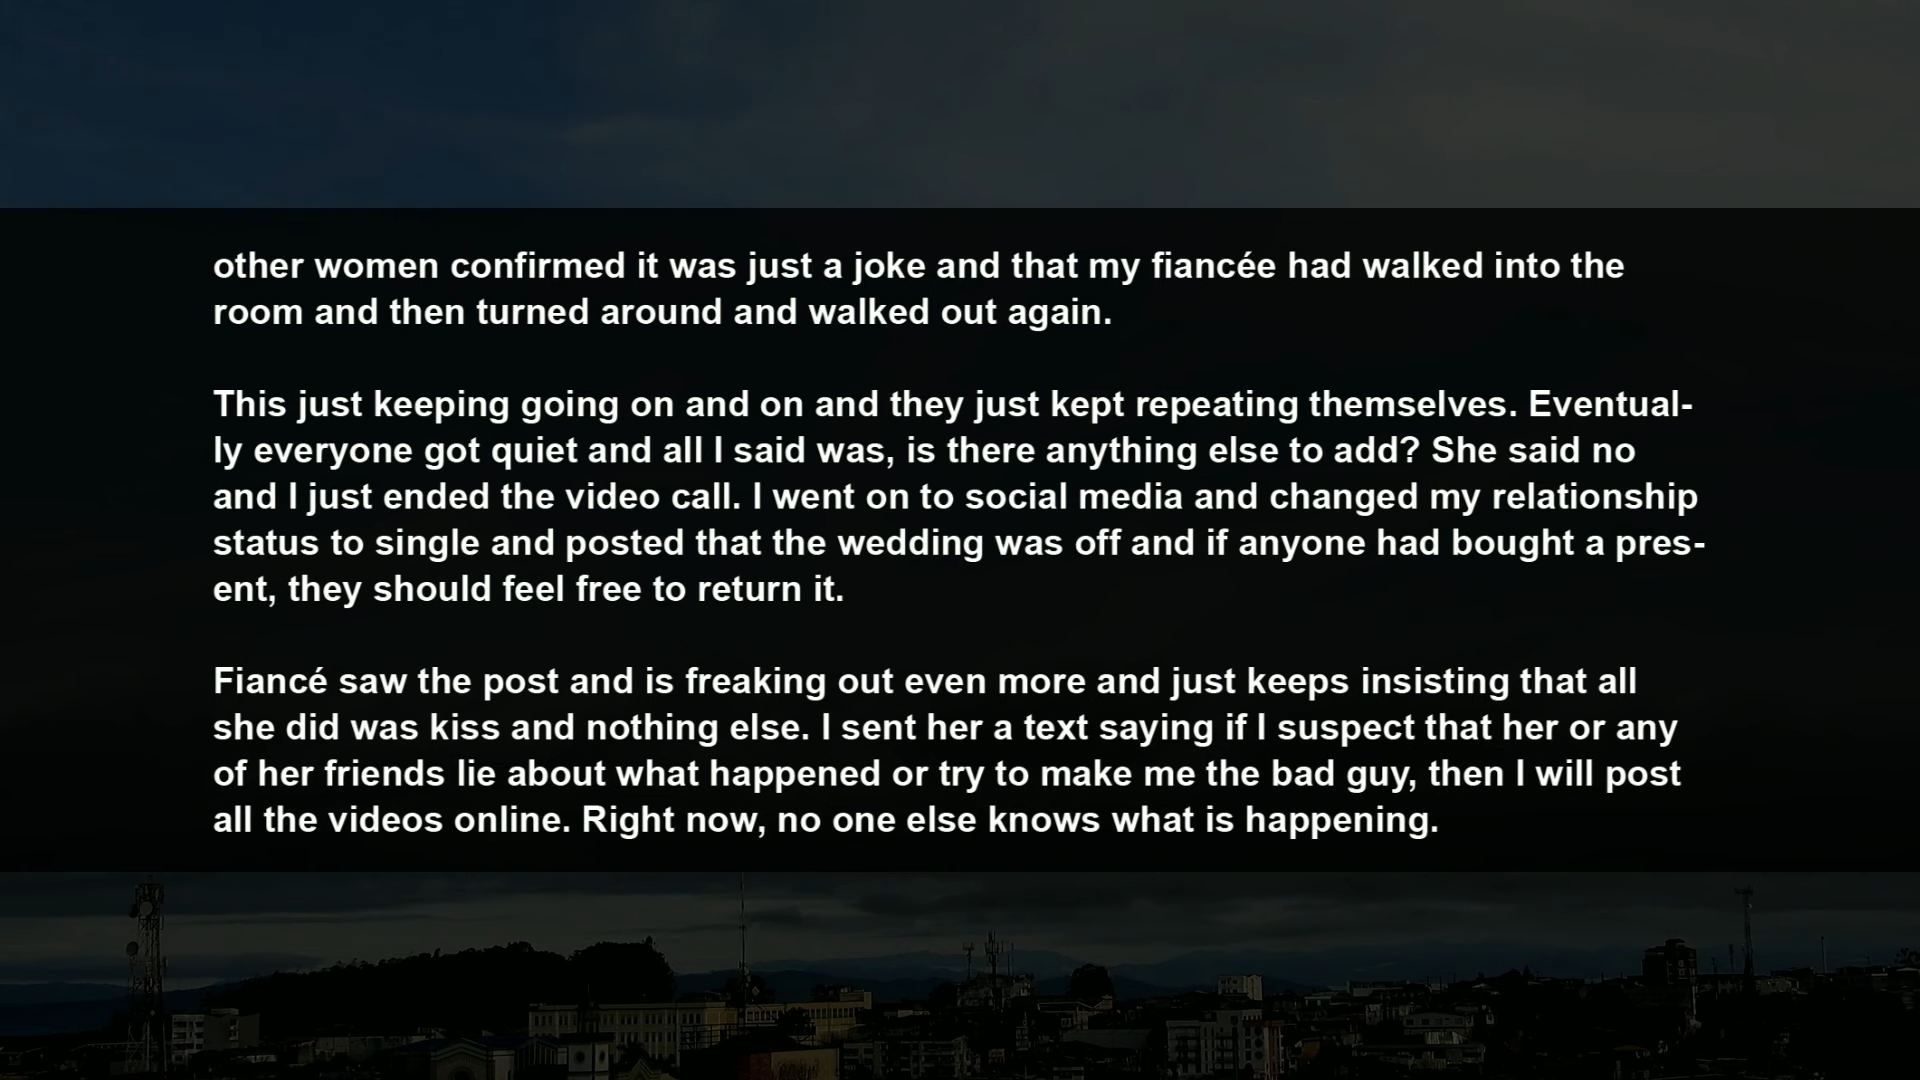 other women confirmed it was just a joke and that my fiancée had walked into the
room and then turned around and walked out again.
This just keeping going on and on and they just kept repeating themselves. Eventual-
ly everyone got quiet and all I said was, is there anything else to add? She said no
and I just ended the video call. I went on to social media and changed my relationship
status to single and posted that the wedding was off and if anyone had bought a pres-
ent, they should feel free to return it.
Fiancé saw the post and is freaking out even more and just keeps insisting that all
she did was kiss and nothing else. I sent her a text saying if I suspect that her or any
of her friends lie about what happened or try to make me the bad guy, then I will post
all the videos online. Right now, no one else knows what is happening.